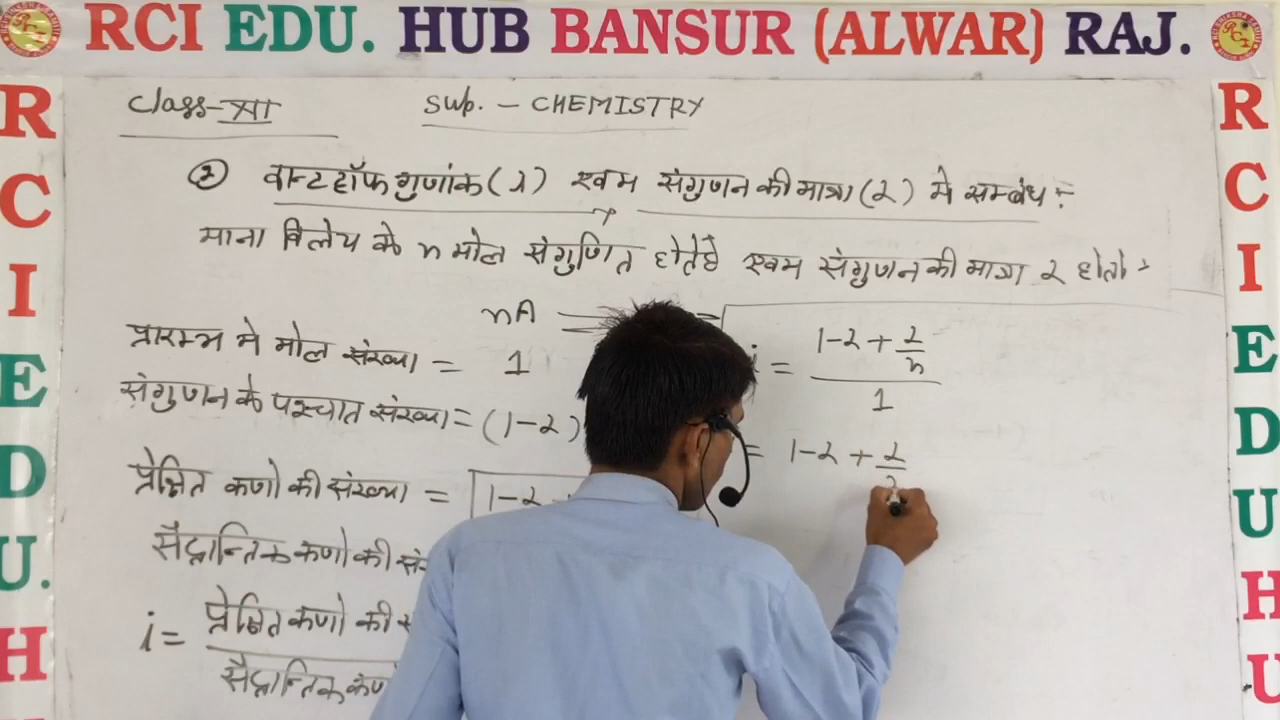 RCI EDU. HUB BANSUR (ALWAR) RAJ.
R
C
I
E
D
U.
H
Class-XII Sub. - CHEMISTRY
② वान्टहॉफ गुणांक (i) एवम संगुणन की मात्रा (α) मे सम्बंध :-
माना विलेय के n मोल संगुणित होते है एवम संगुणन की मात्रा α हो तो
nA
प्रारम्भ मे मोल संख्या = 1
संगुणन के पश्चात संख्या = (1-α)
प्रेक्षित कणो की संख्या = 1-α
सैद्धान्तिक कणो की सं
i = प्रेक्षित कणो की स
सैद्धान्तिक कण
i = 1-α + α/n
1
= 1-α + α
R
C
I
E
D
U
H
U